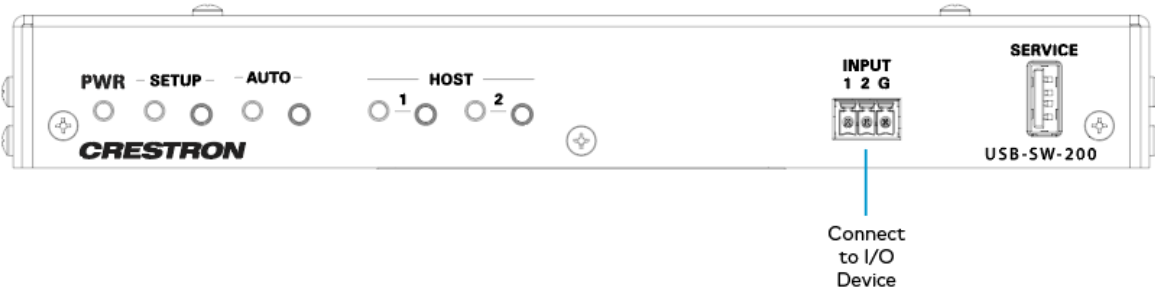 PWR SETUP AUTO HOST
1 2
INPUT
1 2 G
SERVICE
CRESTRON
USB-SW-200
Connect
to I/O
Device